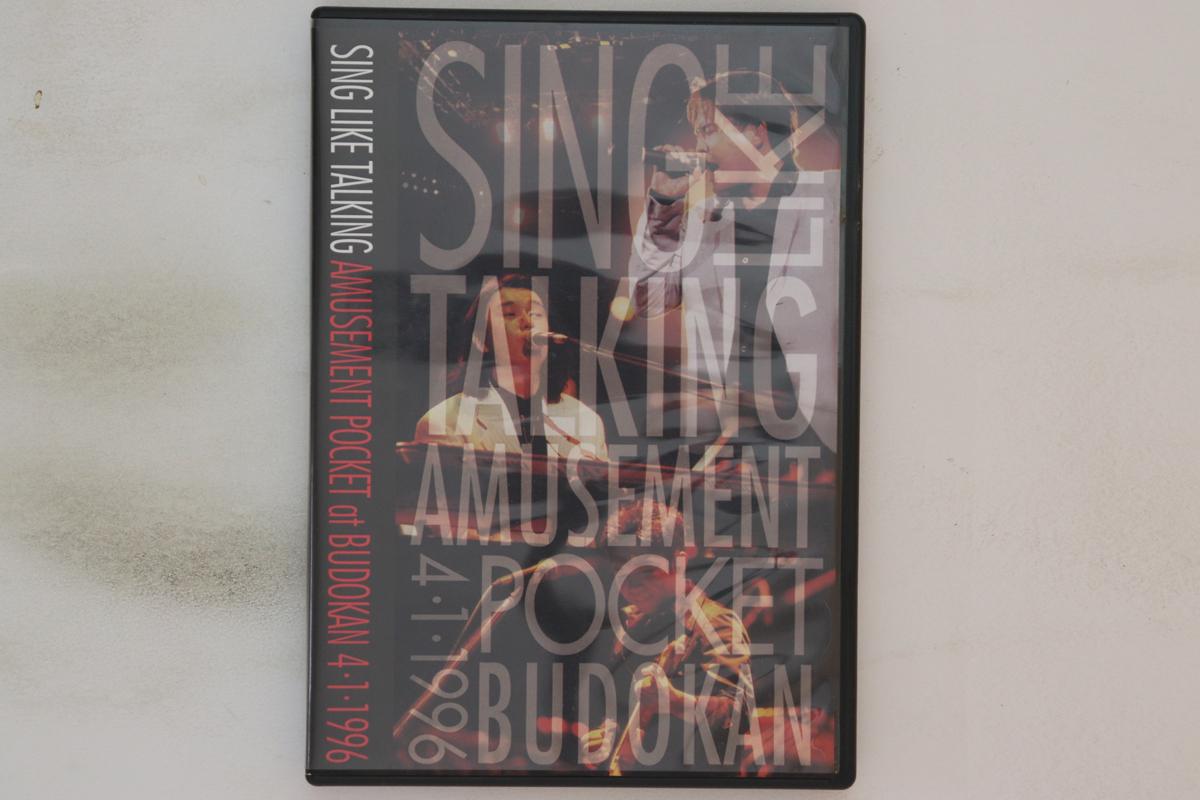 SING LIKE TALKING AMUSEMENT POCKET at BUDOKAN 4・1・1996
SING
LIKE
TALKING
AMUSEMENT
POCKET
4・1・1996
BUDOKAN